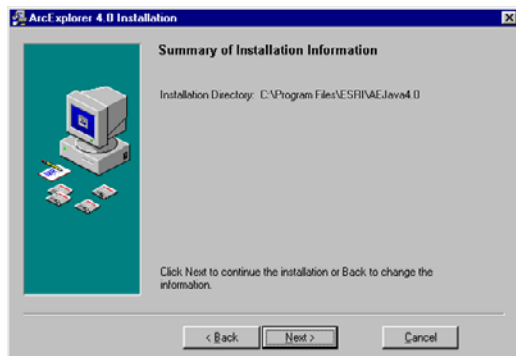 ArcExplorer 4.0 Installation
Summary of Installation Information
Installation Directory: C:\Program Files\ESRI\AEJava4.0
Click Next to continue the installation or Back to change the
information.
< Back
Next >
Cancel